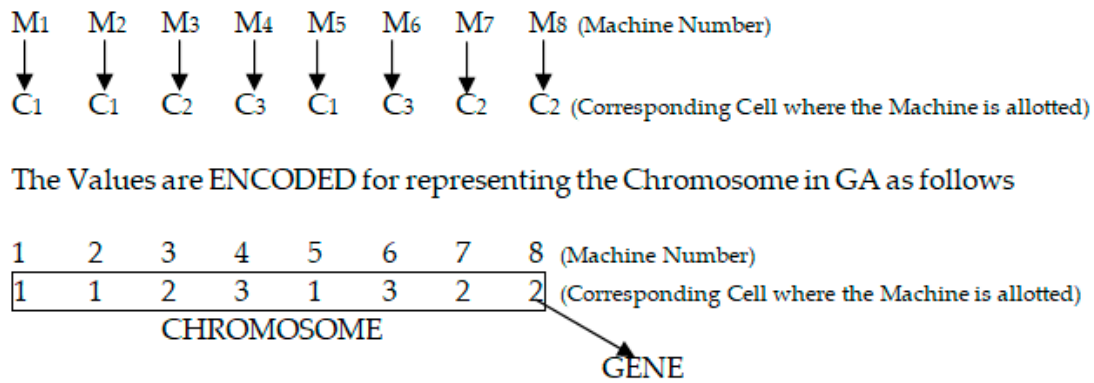 M1 M2 M3 M4 M5 M6 M7 M8 (Machine Number)
C1 C1 C2 C3 C1 C3 C2 C2 (Corresponding Cell where the Machine is allotted)
The Values are ENCODED for representing the Chromosome in GA as follows
1 2 3 4 5 6 7 8 (Machine Number)
1 1 2 3 1 3 2 2 (Corresponding Cell where the Machine is allotted)
CHROMOSOME
GENE